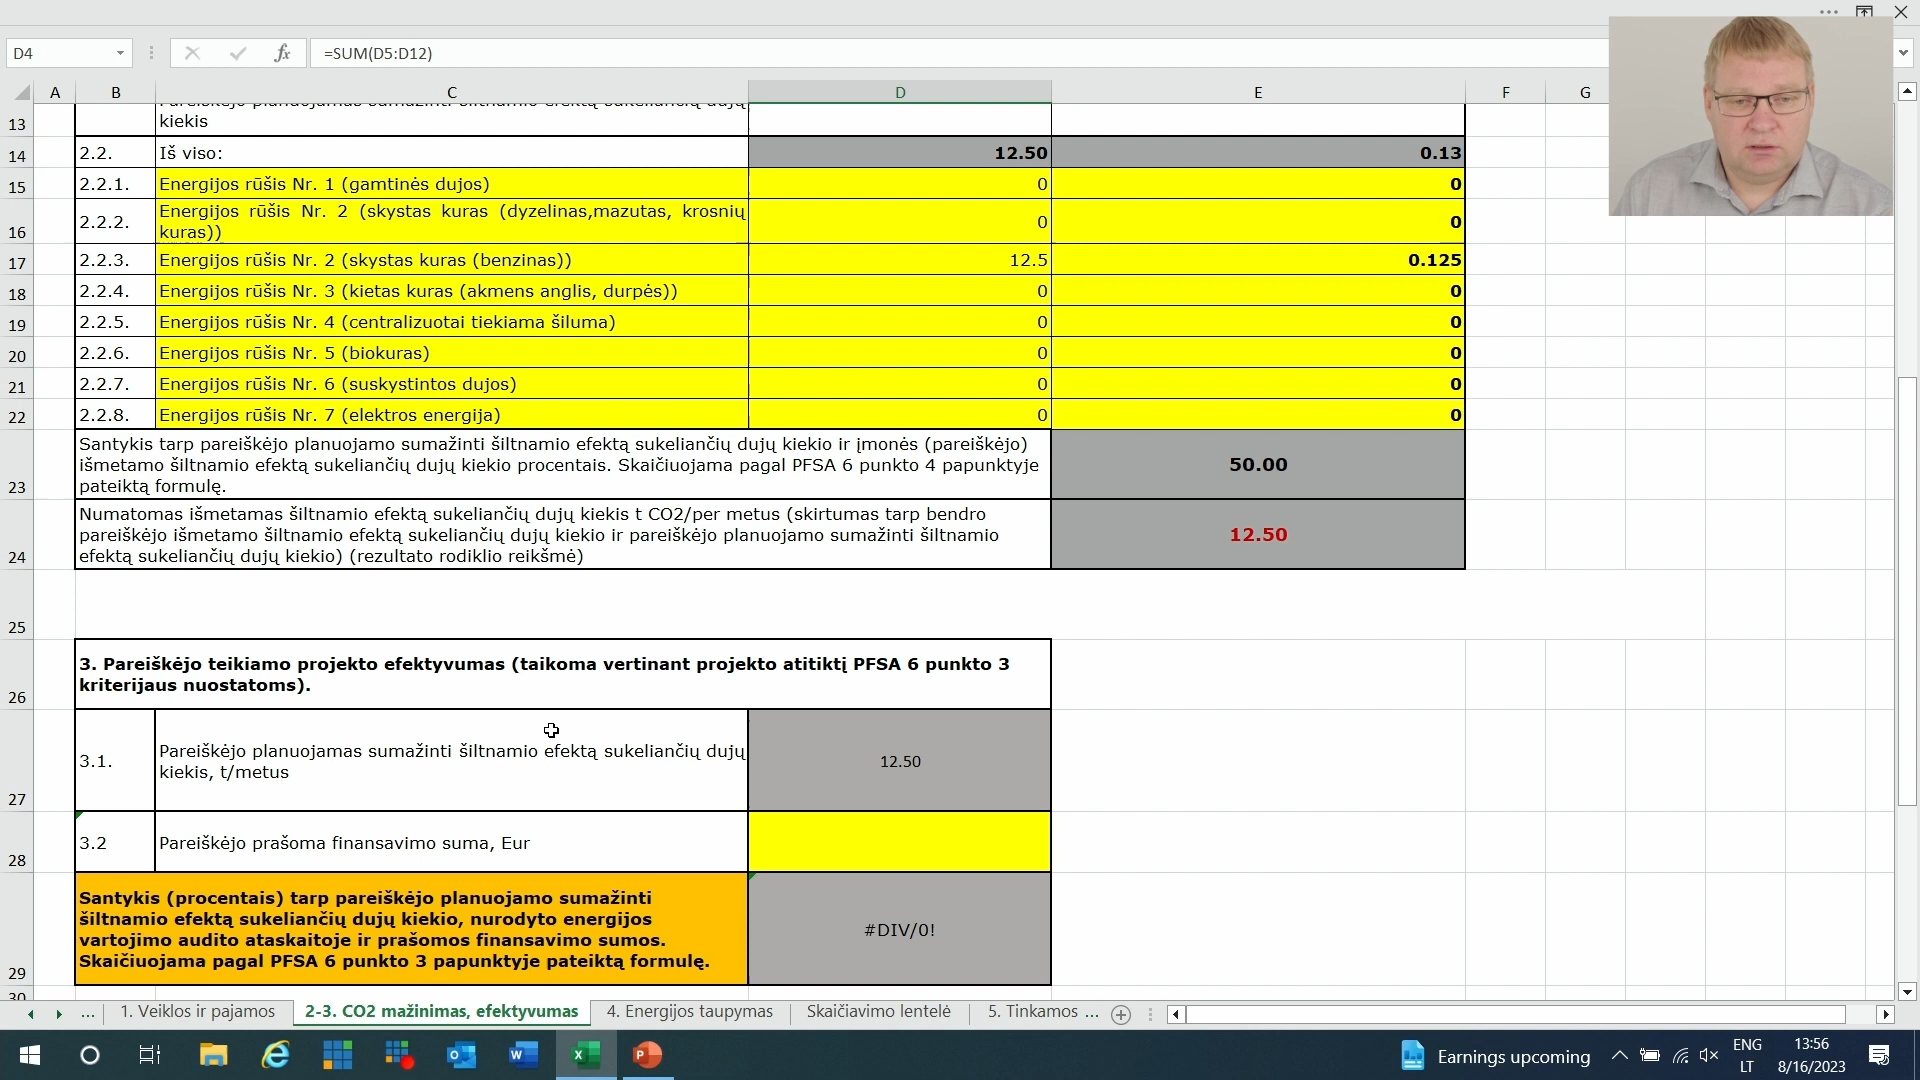 D4
fx
=SUM(D5:D12)
A B C D E F G
13 kiekis
14 2.2. Iš viso: 12.50 0.13
15 2.2.1. Energijos rūšis Nr. 1 (gamtinės dujos) 0 0
16 2.2.2. Energijos rūšis Nr. 2 (skystas kuras (dyzelinas,mazutas, krosnių
kuras)) 0 0
17 2.2.3. Energijos rūšis Nr. 2 (skystas kuras (benzinas)) 12.5 0.125
18 2.2.4. Energijos rūšis Nr. 3 (kietas kuras (akmens anglis, durpės)) 0 0
19 2.2.5. Energijos rūšis Nr. 4 (centralizuotai tiekiama šiluma) 0 0
20 2.2.6. Energijos rūšis Nr. 5 (biokuras) 0 0
21 2.2.7. Energijos rūšis Nr. 6 (suskystintos dujos) 0 0
22 2.2.8. Energijos rūšis Nr. 7 (elektros energija) 0 0
Santykis tarp pareiškėjo planuojamo sumažinti šiltnamio efektą sukeliančių dujų kiekio ir įmonės (pareiškėjo)
išmetamo šiltnamio efektą sukeliančių dujų kiekio procentais. Skaičiuojama pagal PFSA 6 punkto 4 papunktyje
pateiktą formulę.
50.00
23
Numatomas išmetamas šiltnamio efektą sukeliančių dujų kiekis t CO2/per metus (skirtumas tarp bendro
pareiškėjo išmetamo šiltnamio efektą sukeliančių dujų kiekio ir pareiškėjo planuojamo sumažinti šiltnamio
efektą sukeliančių dujų kiekio) (rezultato rodiklio reikšmė)
12.50
24
25
3. Pareiškėjo teikiamo projekto efektyvumas (taikoma vertinant projekto atitiktį PFSA 6 punkto 3
kriterijaus nuostatoms).
26
3.1. Pareiškėjo planuojamas sumažinti šiltnamio efektą sukeliančių dujų
kiekis, t/metus
12.50
27
3.2 Pareiškėjo prašoma finansavimo suma, Eur
28
Santykis (procentais) tarp pareiškėjo planuojamo sumažinti
šiltnamio efektą sukeliančių dujų kiekio, nurodyto energijos
vartojimo audito ataskaitoje ir prašomos finansavimo sumos.
Skaičiuojama pagal PFSA 6 punkto 3 papunktyje pateiktą formulę.
#DIV/0!
29
30
... 1. Veiklos ir pajamos 2-3. CO2 mažinimas, efektyvumas 4. Energijos taupymas Skaičiavimo lentelė 5. Tinkamos ...
Earnings upcoming
ENG
LT
13:56
8/16/2023